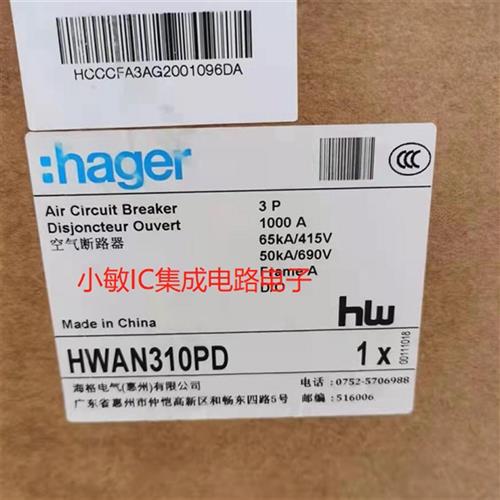 HCCCFA3AG2001096DA
:hager
CCC
Air Circuit Breaker 3 P
Disjoncteur Ouvert 1000 A
空气断路器 65kA/415V
50kA/690V
Frame A
小敏IC集成电路电子
Made in China
hw
HWAN310PD 1 x
00111018
海格电气(惠州)有限公司 电话:0752-5706988
广东省惠州市仲恺高新区和畅东四路5号 邮编:516006